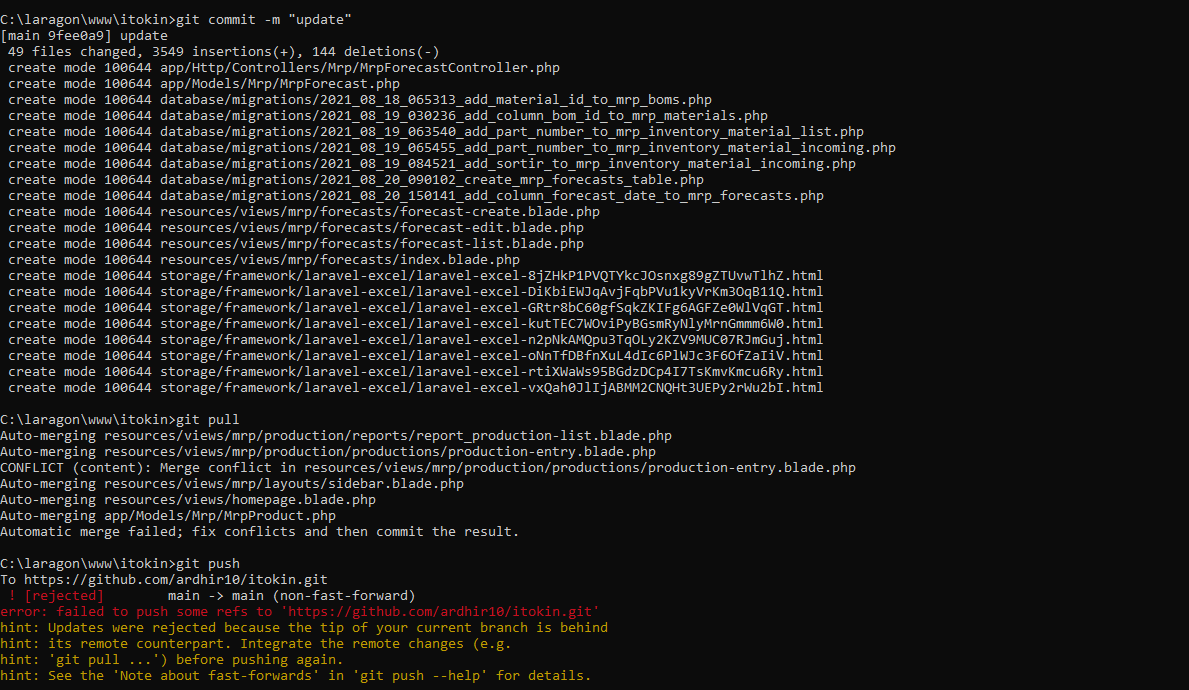 C:\laragon\www\itokin>git commit -m "update"
[main 9fee0a9] update
 49 files changed, 3549 insertions(+), 144 deletions(-)
 create mode 100644 app/Http/Controllers/Mrp/MrpForecastController.php
 create mode 100644 app/Models/Mrp/MrpForecast.php
 create mode 100644 database/migrations/2021_08_18_065313_add_material_id_to_mrp_boms.php
 create mode 100644 database/migrations/2021_08_19_030236_add_column_bom_id_to_mrp_materials.php
 create mode 100644 database/migrations/2021_08_19_063540_add_part_number_to_mrp_inventory_material_list.php
 create mode 100644 database/migrations/2021_08_19_065455_add_part_number_to_mrp_inventory_material_incoming.php
 create mode 100644 database/migrations/2021_08_19_084521_add_sortir_to_mrp_inventory_material_incoming.php
 create mode 100644 database/migrations/2021_08_20_090102_create_mrp_forecasts_table.php
 create mode 100644 database/migrations/2021_08_20_150141_add_column_forecast_date_to_mrp_forecasts.php
 create mode 100644 resources/views/mrp/forecasts/forecast-create.blade.php
 create mode 100644 resources/views/mrp/forecasts/forecast-edit.blade.php
 create mode 100644 resources/views/mrp/forecasts/forecast-list.blade.php
 create mode 100644 resources/views/mrp/forecasts/index.blade.php
 create mode 100644 storage/framework/laravel-excel/laravel-excel-8jZHkP1PVQTYkcJOsnxg89gZTUvwTlhZ.html
 create mode 100644 storage/framework/laravel-excel/laravel-excel-DiKbiEWJqAvjFqbPVu1kyVrKm3OqB11Q.html
 create mode 100644 storage/framework/laravel-excel/laravel-excel-GRtr8bC60gfSqkZKIFg6AGFZe0WlVqGT.html
 create mode 100644 storage/framework/laravel-excel/laravel-excel-kutTEC7WOviPyBGsmRyNlyMrnGmmm6W0.html
 create mode 100644 storage/framework/laravel-excel/laravel-excel-n2pNkAMQpu3TqOLy2KZV9MUC07RJmGuj.html
 create mode 100644 storage/framework/laravel-excel/laravel-excel-oNnTfDBfnXuL4dIc6PlWJc3F6OfZaIiV.html
 create mode 100644 storage/framework/laravel-excel/laravel-excel-rtiXWaWs95BGdzDCp4I7TsKmvKmcu6Ry.html
 create mode 100644 storage/framework/laravel-excel/laravel-excel-vxQah0JlIjABMM2CNQHt3UEPy2rWu2bI.html
C:\laragon\www\itokin>git pull
Auto-merging resources/views/mrp/production/reports/report_production-list.blade.php
Auto-merging resources/views/mrp/production/productions/production-entry.blade.php
CONFLICT (content): Merge conflict in resources/views/mrp/production/productions/production-entry.blade.php
Auto-merging resources/views/mrp/layouts/sidebar.blade.php
Auto-merging resources/views/homepage.blade.php
Auto-merging app/Models/Mrp/MrpProduct.php
Automatic merge failed; fix conflicts and then commit the result.
C:\laragon\www\itokin>git push
To https://github.com/ardhir10/itokin.git
 ! [rejected]        main -> main (non-fast-forward)
error: failed to push some refs to 'https://github.com/ardhir10/itokin.git'
hint: Updates were rejected because the tip of your current branch is behind
hint: its remote counterpart. Integrate the remote changes (e.g.
hint: 'git pull ...') before pushing again.
hint: See the 'Note about fast-forwards' in 'git push --help' for details.